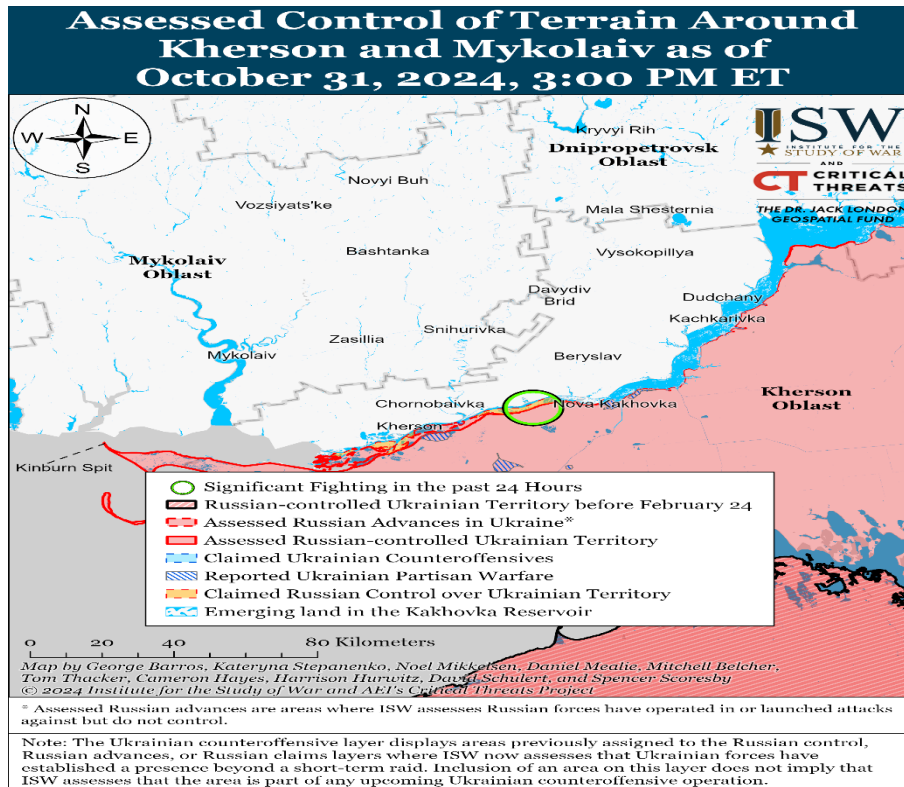 Assessed Control of Terrain Around
Kherson and Mykolaiv as of
October 31, 2024, 3:00 PM ET
N
W E
S
ISW
INSTITUTE FOR THE
STUDY OF WAR
AND
CT CRITICAL
THREATS
THE DR. JACK LONDON
GEOSPATIAL FUND
Kryvyi Rih
Dnipropetrovsk
Oblast
Novyi Buh
Vozsiyats'ke
Mala Shesternia
Bashtanka
Vysokopillya
Mykolaiv
Oblast
Davydiv
Brid
Dudchany
Kachkarivka
Snihurivka
Zasillia
Mykolaiv
Beryslav
Kherson
Oblast
Chornobaivka
Nova Kakhovka
Kherson
Kinburn Spit
Significant Fighting in the past 24 Hours
Russian-controlled Ukrainian Territory before February 24
Assessed Russian Advances in Ukraine*
Assessed Russian-controlled Ukrainian Territory
Claimed Ukrainian Counteroffensives
Reported Ukrainian Partisan Warfare
Claimed Russian Control over Ukrainian Territory
Emerging land in the Kakhovka Reservoir
0 20 40 80 Kilometers
Map by George Barros, Kateryna Stepanenko, Noel Mikkelsen, Daniel Mealie, Mitchell Belcher,
Tom Thacker, Cameron Hayes, Harrison Hurwitz, David Schulert, and Spencer Scoresby
© 2024 Institute for the Study of War and AEI's Critical Threats Project
* Assessed Russian advances are areas where ISW assesses Russian forces have operated in or launched attacks
against but do not control.
Note: The Ukrainian counteroffensive layer displays areas previously assigned to the Russian control,
Russian advances, or Russian claims layers where ISW now assesses that Ukrainian forces have
established a presence beyond a short-term raid. Inclusion of an area on this layer does not imply that
ISW assesses that the area is part of any upcoming Ukrainian counteroffensive operation.